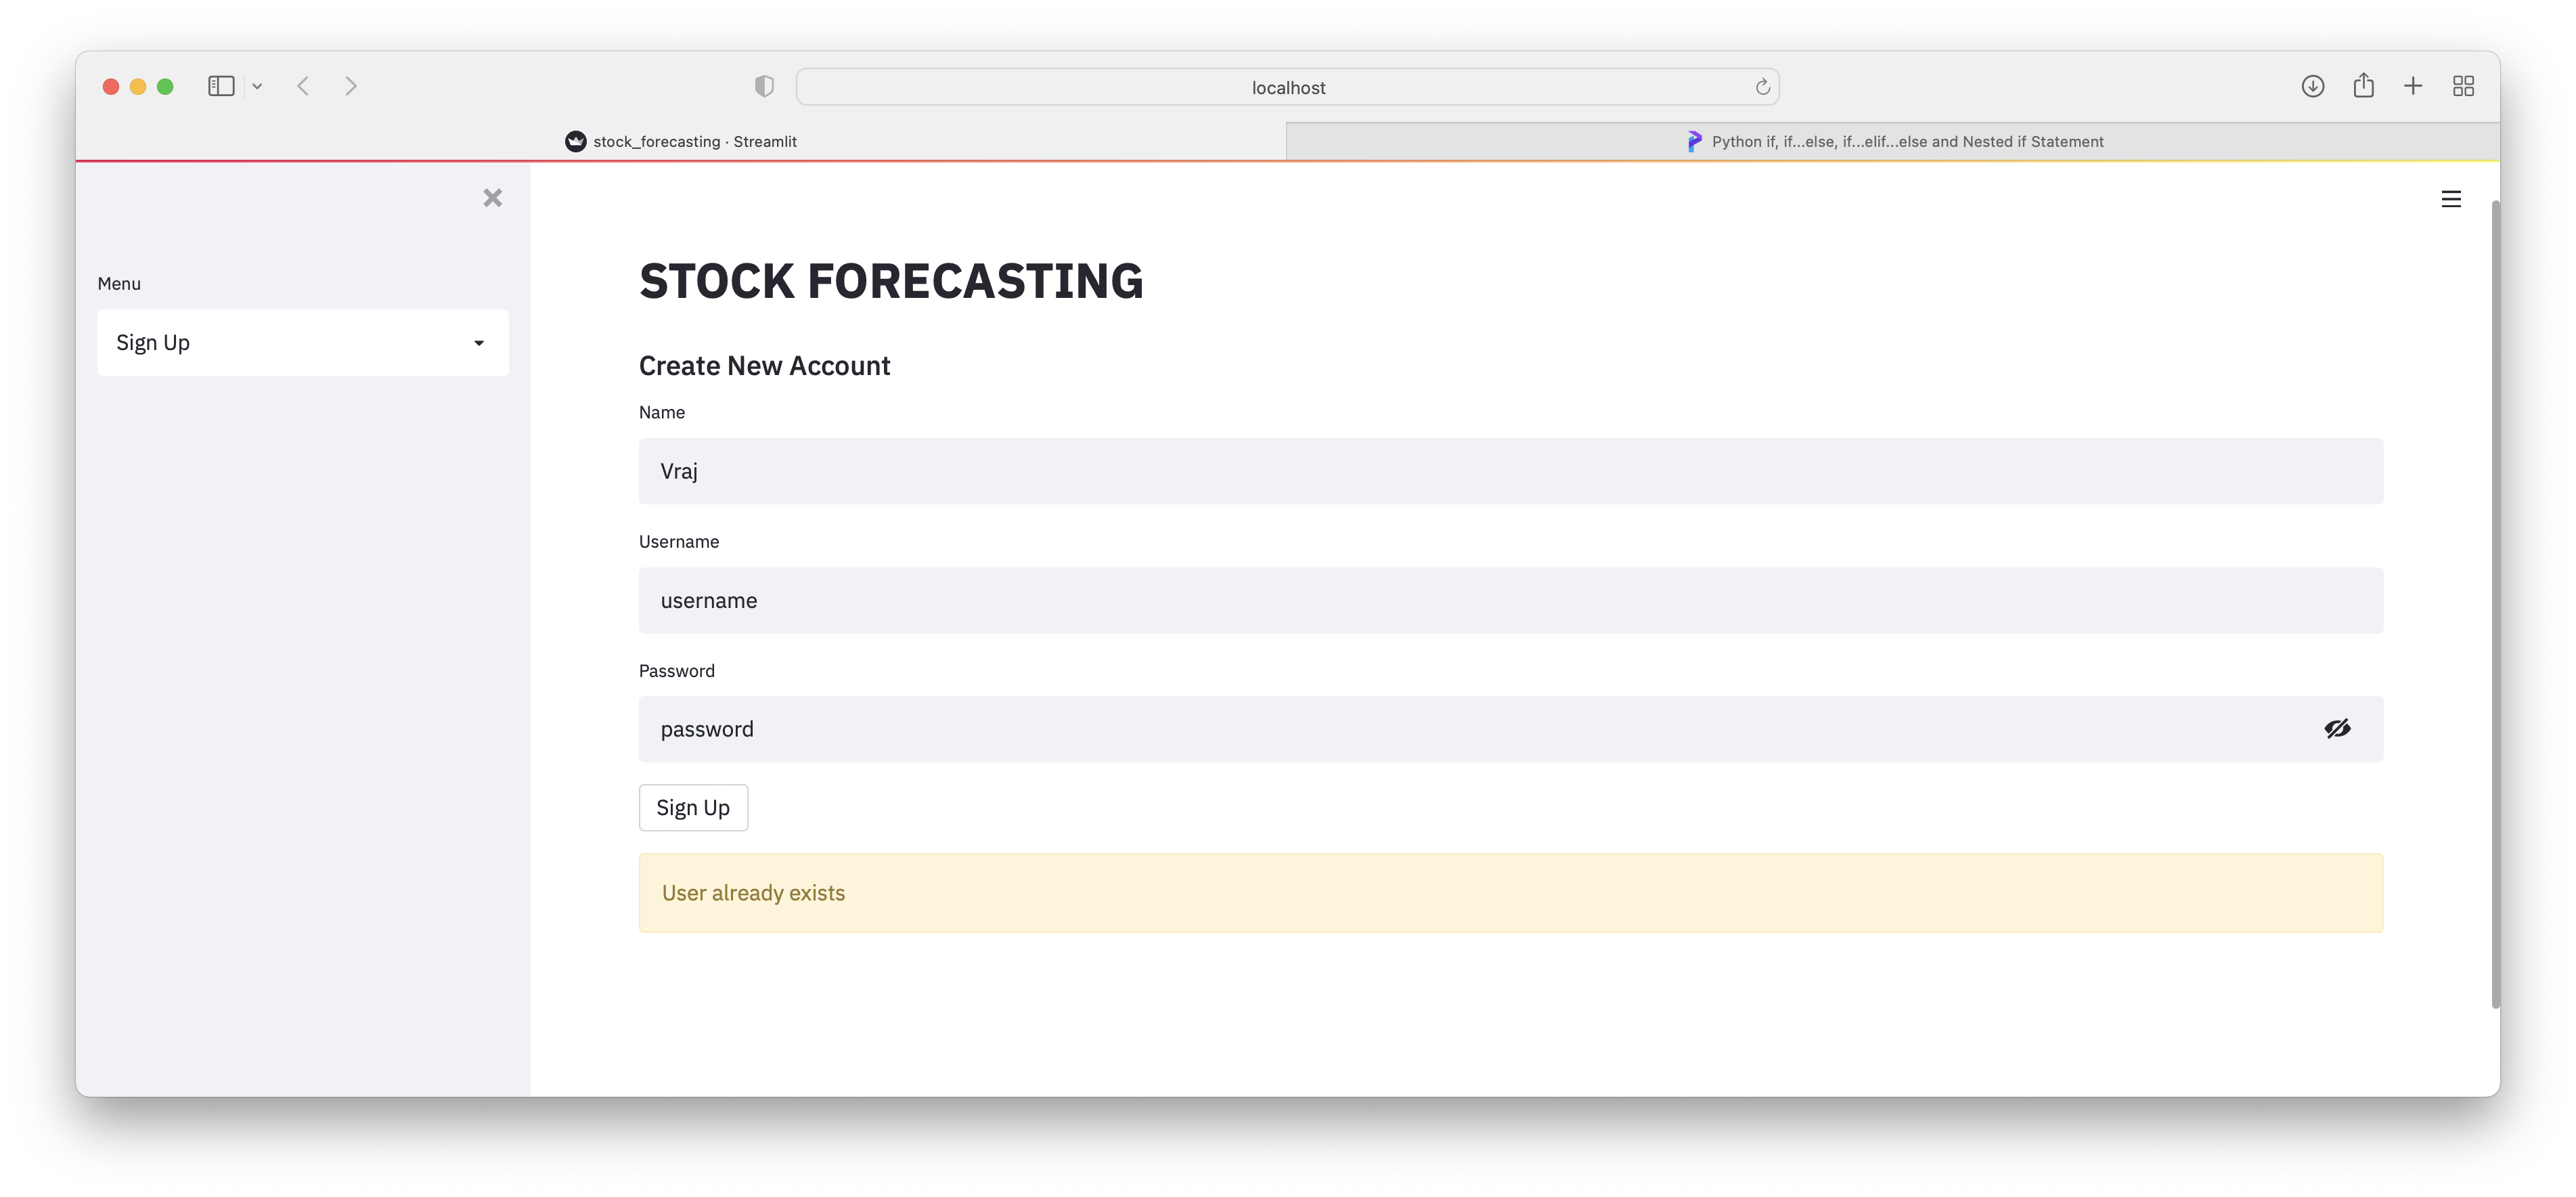 localhost
stock_forecasting · Streamlit
Python if, if...else, if...elif...else and Nested if Statement
Menu
Sign Up
STOCK FORECASTING
Create New Account
Name
Vraj
Username
username
Password
password
Sign Up
User already exists